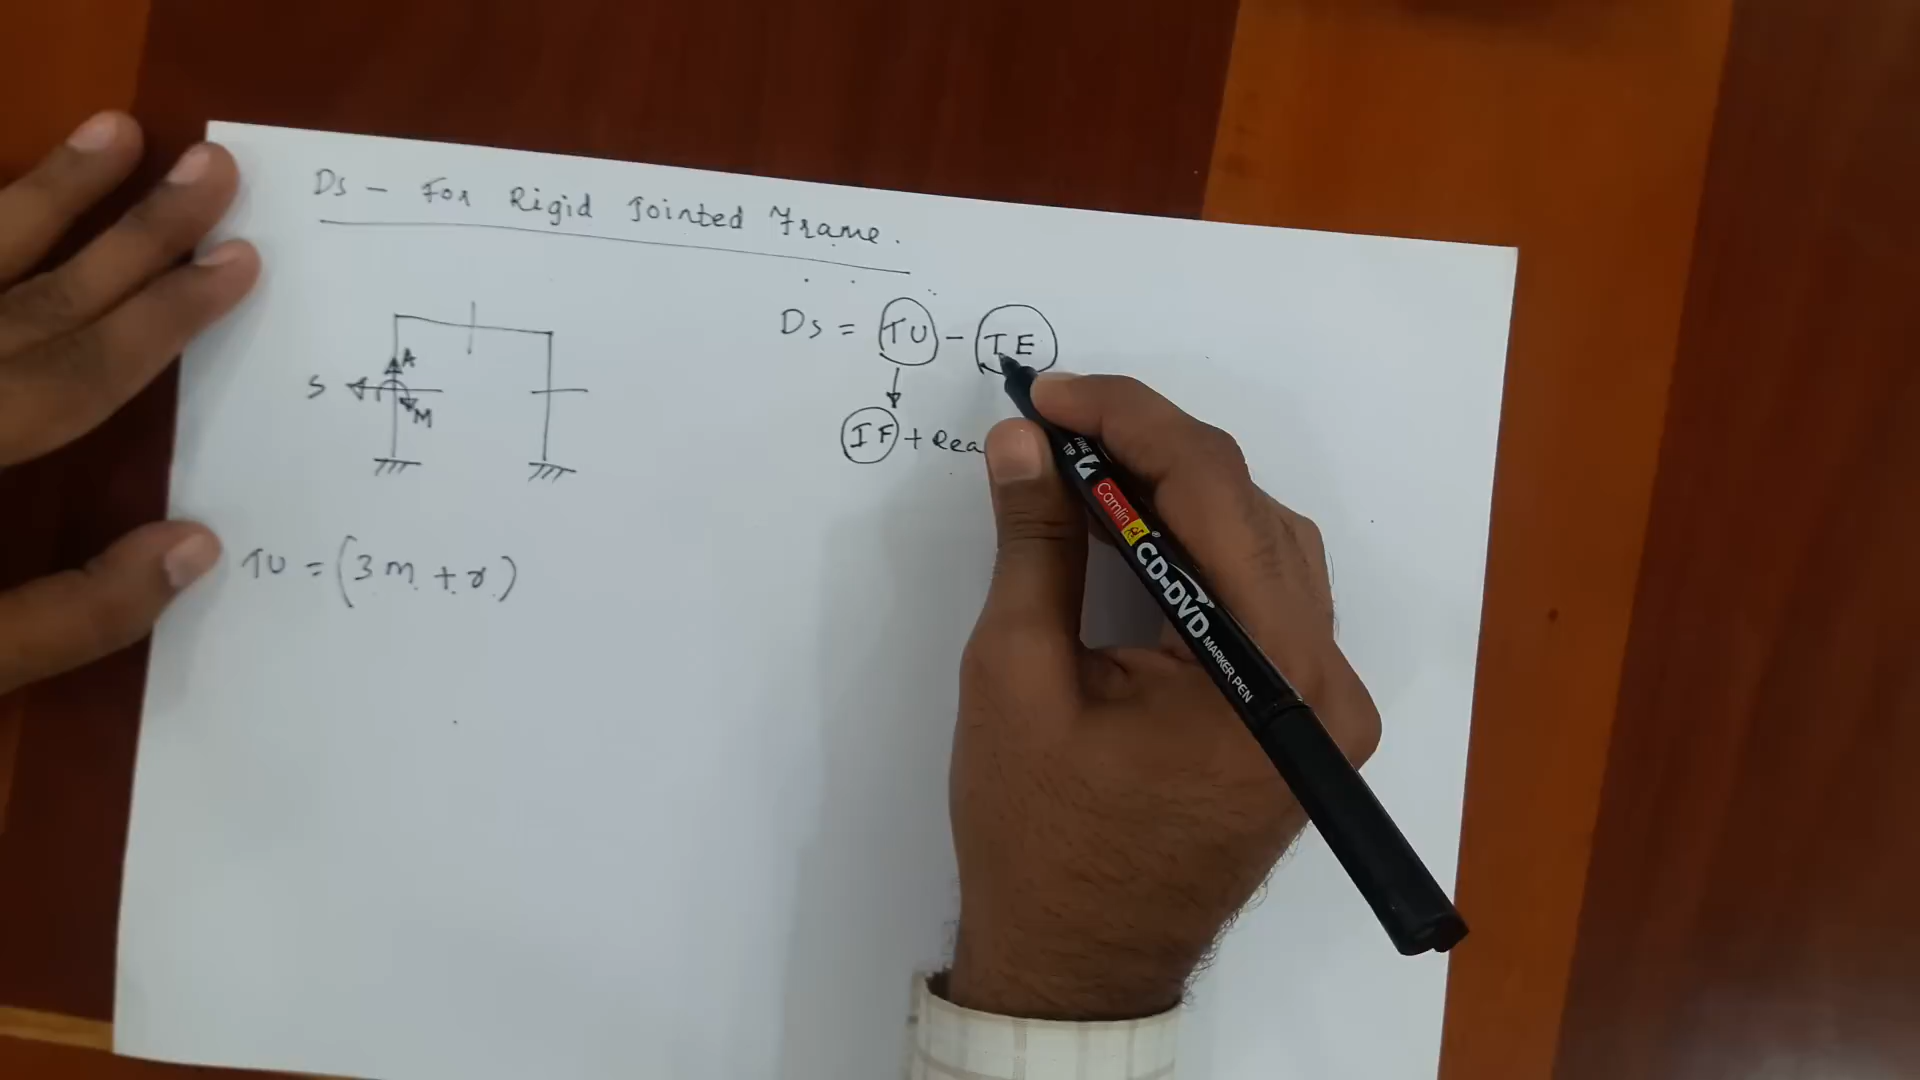 Ds - For Rigid Jointed Frame.
Ds = TU - TE
A
S
M
IF + Rea
TU = (3m + r)
FINE TIP
Camlin
CD-DVD MARKER PEN